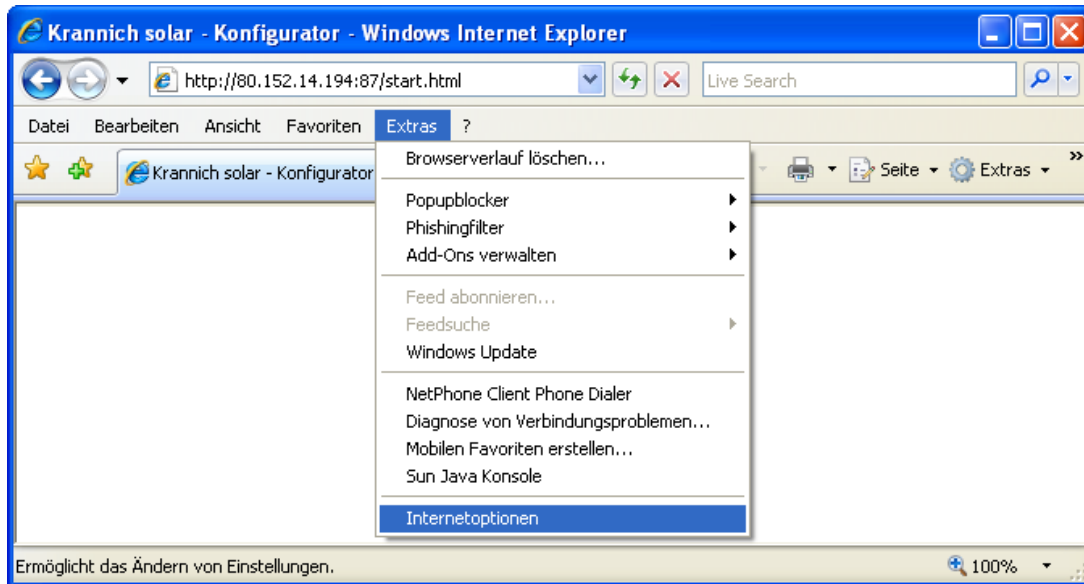 Krannich solar - Konfigurator - Windows Internet Explorer
http://80.152.14.194:87/start.html
Live Search
Datei Bearbeiten Ansicht Favoriten Extras ?
Krannich solar - Konfigurator
Seite Extras »
Browserverlauf löschen...
Popupblocker
Phishingfilter
Add-Ons verwalten
Feed abonnieren...
Feedsuche
Windows Update
NetPhone Client Phone Dialer
Diagnose von Verbindungsproblemen...
Mobilen Favoriten erstellen...
Sun Java Konsole
Internetoptionen
Ermöglicht das Ändern von Einstellungen.
100%